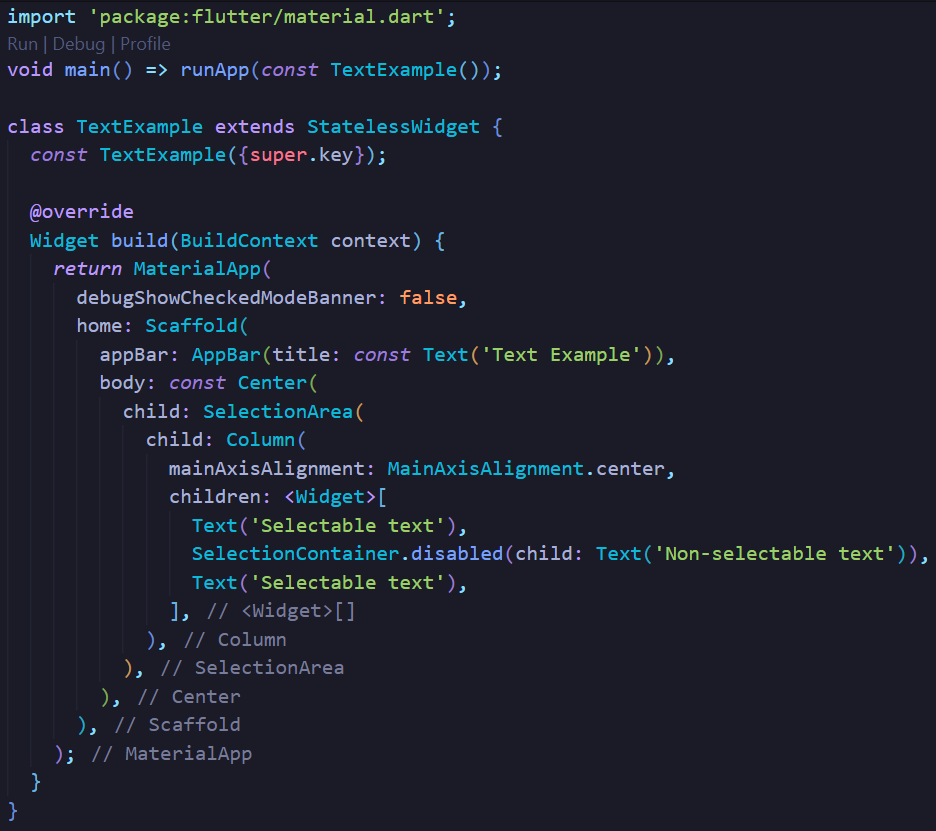 import 'package:flutter/material.dart';
Run | Debug | Profile
void main() => runApp(const TextExample());

class TextExample extends StatelessWidget {
  const TextExample({super.key});

  @override
  Widget build(BuildContext context) {
    return MaterialApp(
      debugShowCheckedModeBanner: false,
      home: Scaffold(
        appBar: AppBar(title: const Text('Text Example')),
        body: const Center(
          child: SelectionArea(
            child: Column(
              mainAxisAlignment: MainAxisAlignment.center,
              children: <Widget>[
                Text('Selectable text'),
                SelectionContainer.disabled(child: Text('Non-selectable text')),
                Text('Selectable text'),
              ], // <Widget>[]
            ), // Column
          ), // SelectionArea
        ), // Center
      ), // Scaffold
    ); // MaterialApp
  }
}